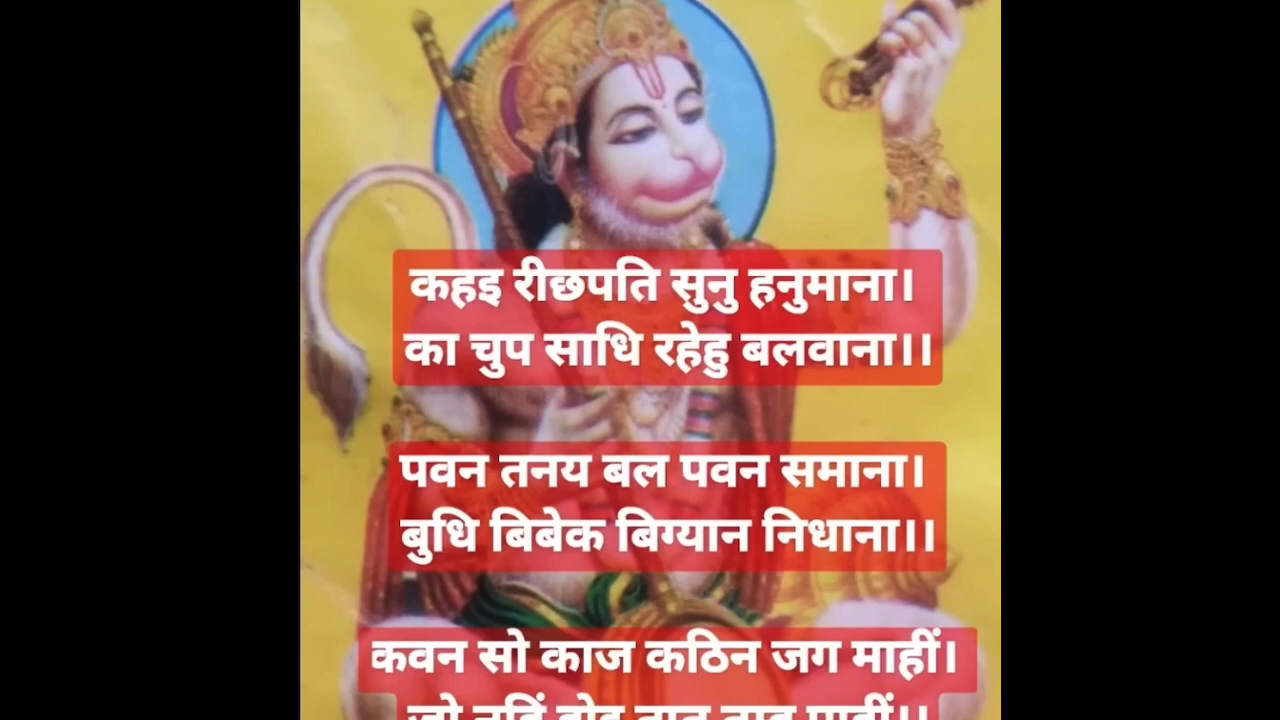 कहइ रीछपति सुनु हनुमाना।
का चुप साधि रहेहु बलवाना।।
पवन तनय बल पवन समाना।
बुधि बिबेक बिग्यान निधाना।।
कवन सो काज कठिन जग माहीं।